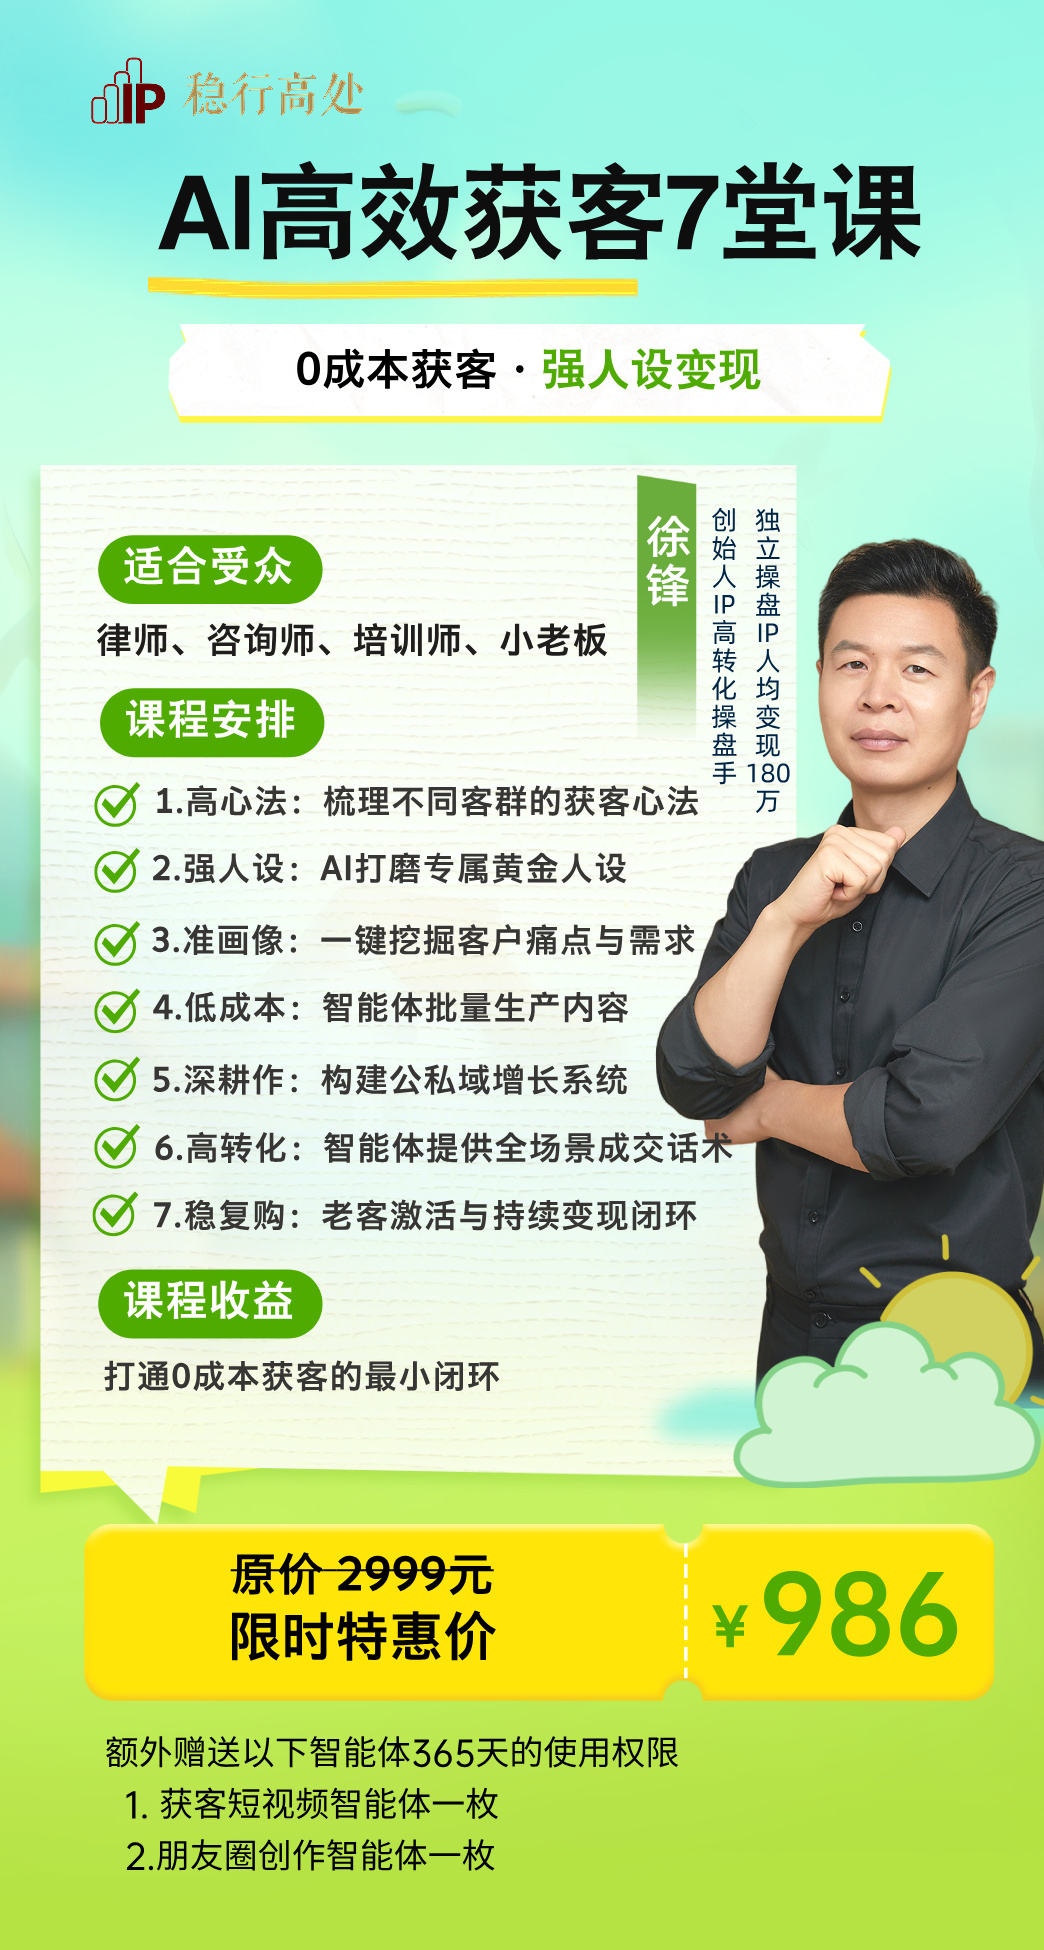 IP 稳行高处
AI高效获客7堂课
0成本获客 · 强人设变现
徐锋
创始人IP高转化操盘手
独立操盘IP人均变现180万
适合受众
律师、咨询师、培训师、小老板
课程安排
1.高心法：梳理不同客群的获客心法
2.强人设：AI打磨专属黄金人设
3.准画像：一键挖掘客户痛点与需求
4.低成本：智能体批量生产内容
5.深耕作：构建公私域增长系统
6.高转化：智能体提供全场景成交话术
7.稳复购：老客激活与持续变现闭环
课程收益
打通0成本获客的最小闭环
原价 2999元
限时特惠价
¥986
额外赠送以下智能体365天的使用权限
1. 获客短视频智能体一枚
2.朋友圈创作智能体一枚